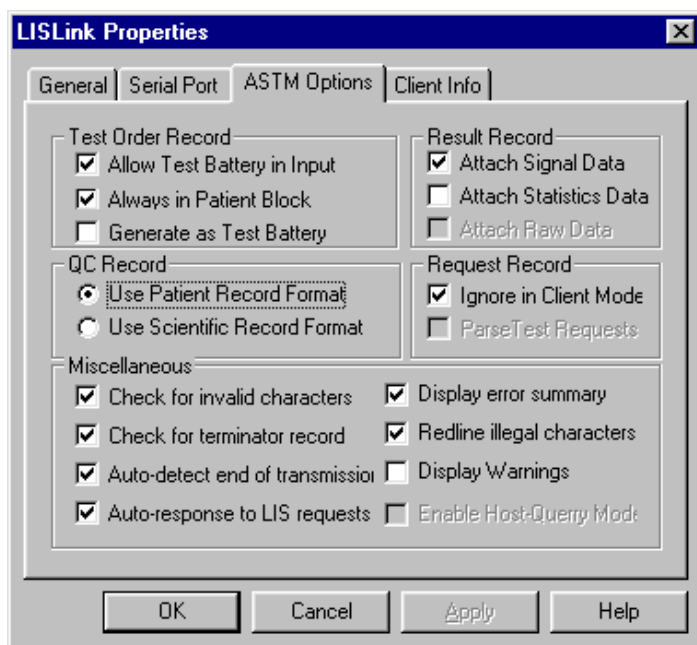 LISLink Properties
General Serial Port ASTM Options Client Info
Test Order Record
Allow Test Battery in Input
Always in Patient Block
Generate as Test Battery
Result Record
Attach Signal Data
Attach Statistics Data
Attach Raw Data
QC Record
Use Patient Record Format
Use Scientific Record Format
Request Record
Ignore in Client Mode
ParseTest Requests
Miscellaneous
Check for invalid characters
Check for terminator record
Auto-detect end of transmission
Auto-response to LIS requests
Display error summary
Redline illegal characters
Display Warnings
Enable Host-Querry Mode
OK Cancel Apply Help